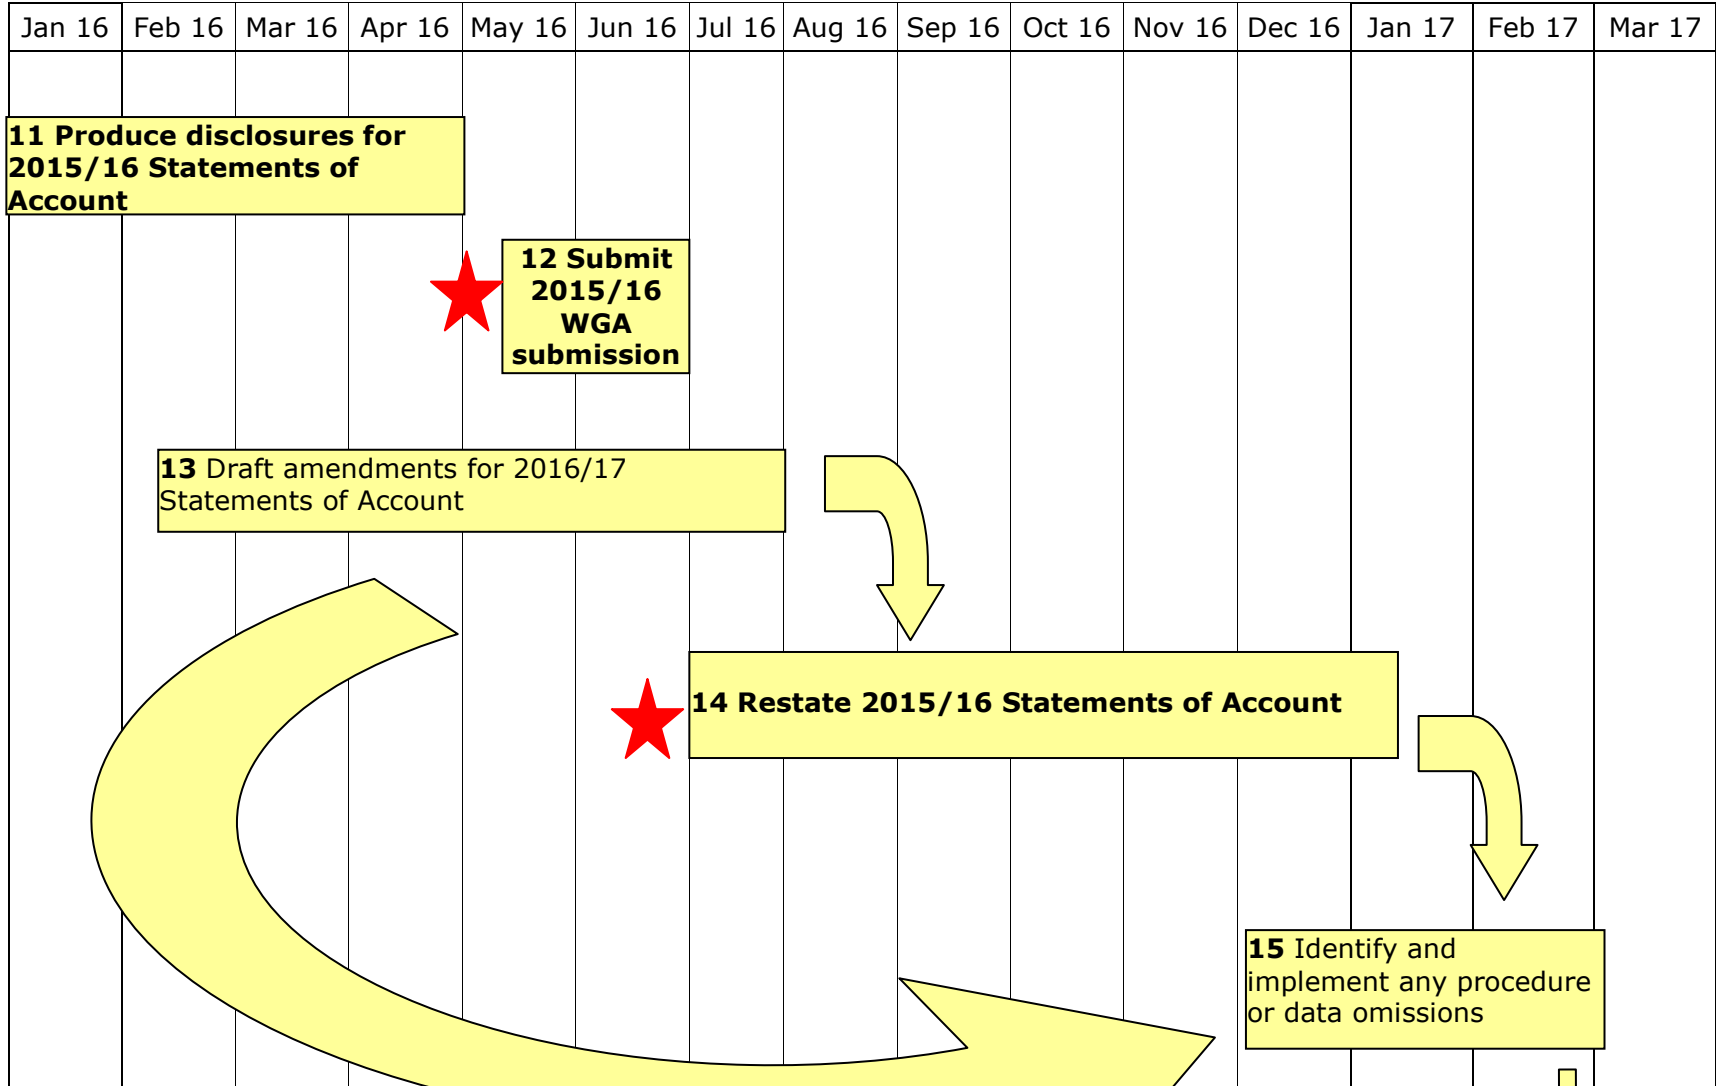 Jan 16 Feb 16 Mar 16 Apr 16 May 16 Jun 16 Jul 16 Aug 16 Sep 16 Oct 16 Nov 16 Dec 16 Jan 17 Feb 17 Mar 17
11 Produce disclosures for
2015/16 Statements of
Account
12 Submit
2015/16
WGA
submission
13 Draft amendments for 2016/17
Statements of Account
14 Restate 2015/16 Statements of Account
15 Identify and
implement any procedure
or data omissions